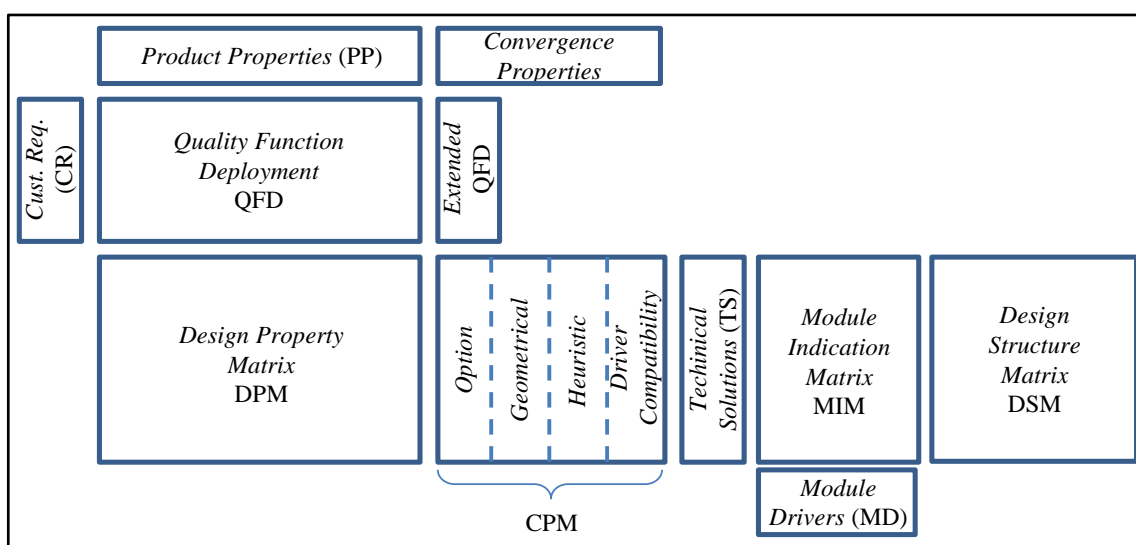 Product Properties (PP)
Convergence
Properties
Cust. Req.
(CR)
Quality Function
Deployment
QFD
Extended
QFD
Design Property
Matrix
DPM
Option
Geometrical
Heuristic
Driver
Compatibility
Techinical
Solutions (TS)
Module
Indication
Matrix
MIM
Design
Structure
Matrix
DSM
CPM
Module
Drivers (MD)